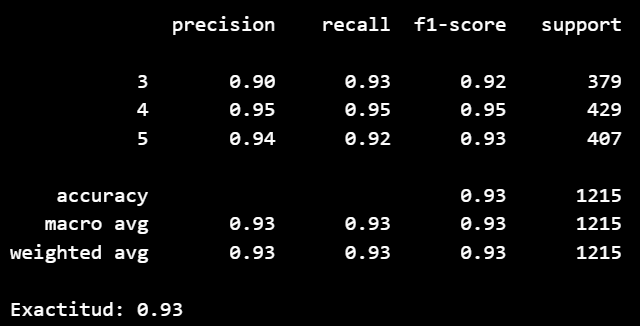 precision recall f1-score support
3 0.90 0.93 0.92 379
4 0.95 0.95 0.95 429
5 0.94 0.92 0.93 407
accuracy 0.93 1215
macro avg 0.93 0.93 0.93 1215
weighted avg 0.93 0.93 0.93 1215
Exactitud: 0.93